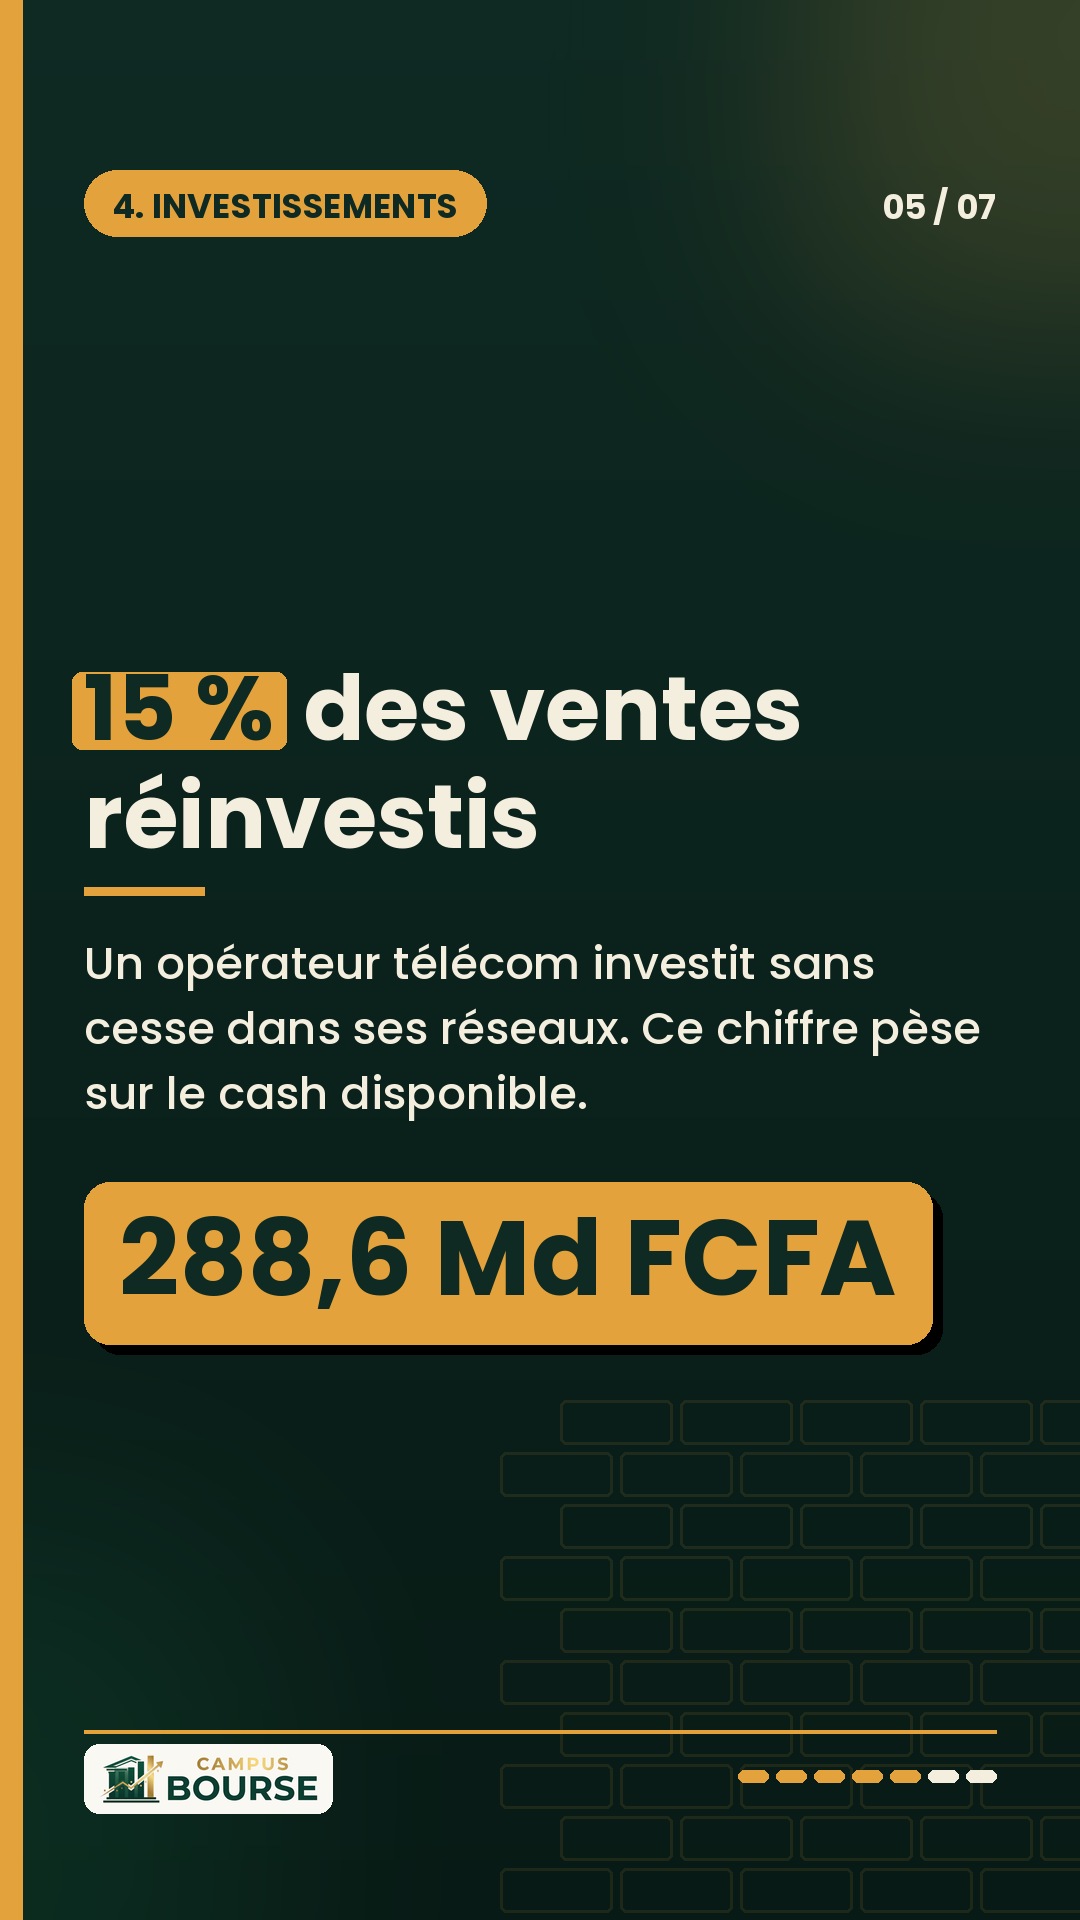 4. INVESTISSEMENTS
05 / 07
15 % des ventes
réinvestis
Un opérateur télécom investit sans
cesse dans ses réseaux. Ce chiffre pèse
sur le cash disponible.
288,6 Md FCFA
CAMPUS
BOURSE